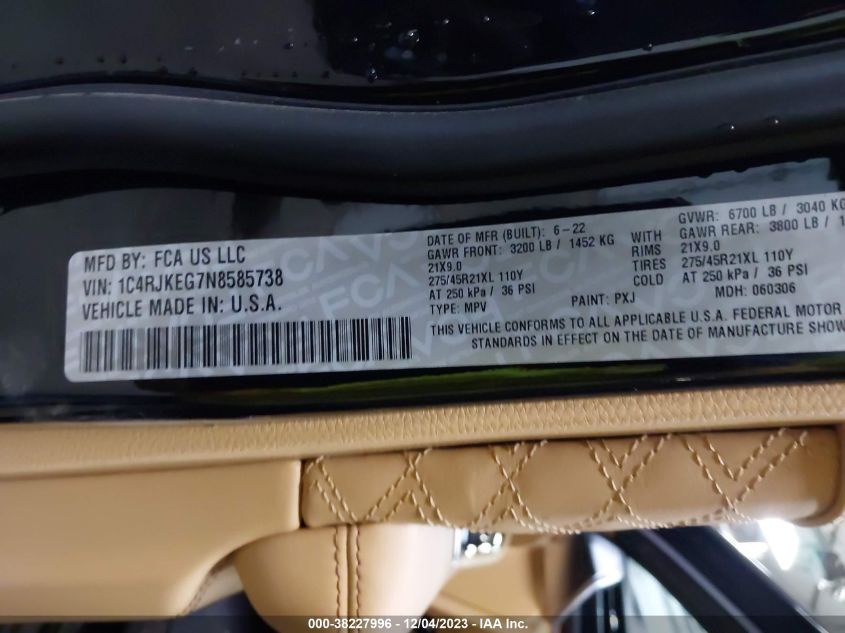 MFD BY: FCA US LLC
VIN: 1C4RJKEG7N8585738
VEHICLE MADE IN: U.S.A.
DATE OF MFR (BUILT): 6-22 GVWR: 6700 LB / 3040 KG
GAWR FRONT: 3200 LB / 1452 KG WITH GAWR REAR: 3800 LB /
21X9.0 RIMS 21X9.0
275/45R21XL 110Y TIRES 275/45R21XL 110Y
AT 250 kPa / 36 PSI COLD AT 250 kPa / 36 PSI
TYPE: MPV PAINT: PXJ MDH: 060306
THIS VEHICLE CONFORMS TO ALL APPLICABLE U.S.A. FEDERAL MOTOR
STANDARDS IN EFFECT ON THE DATE OF MANUFACTURE SHOW
000-38227996 - 12/04/2023 - IAA Inc.